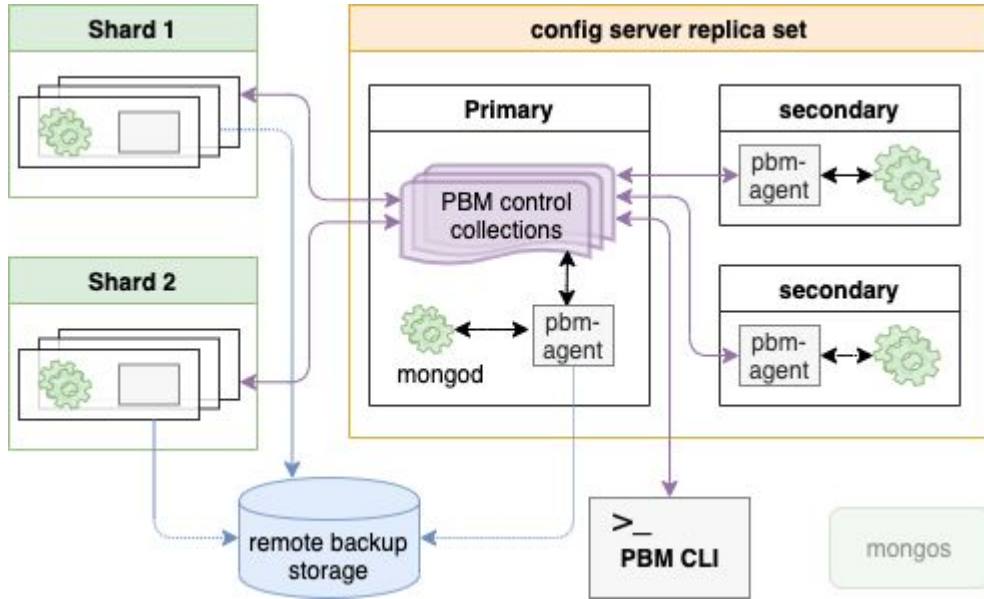 Shard 1
config server replica set
Primary
secondary
PBM control
collections
pbm-
agent
Shard 2
secondary
mongod
pbm-
agent
pbm-
agent
remote backup
storage
>_
PBM CLI
mongos